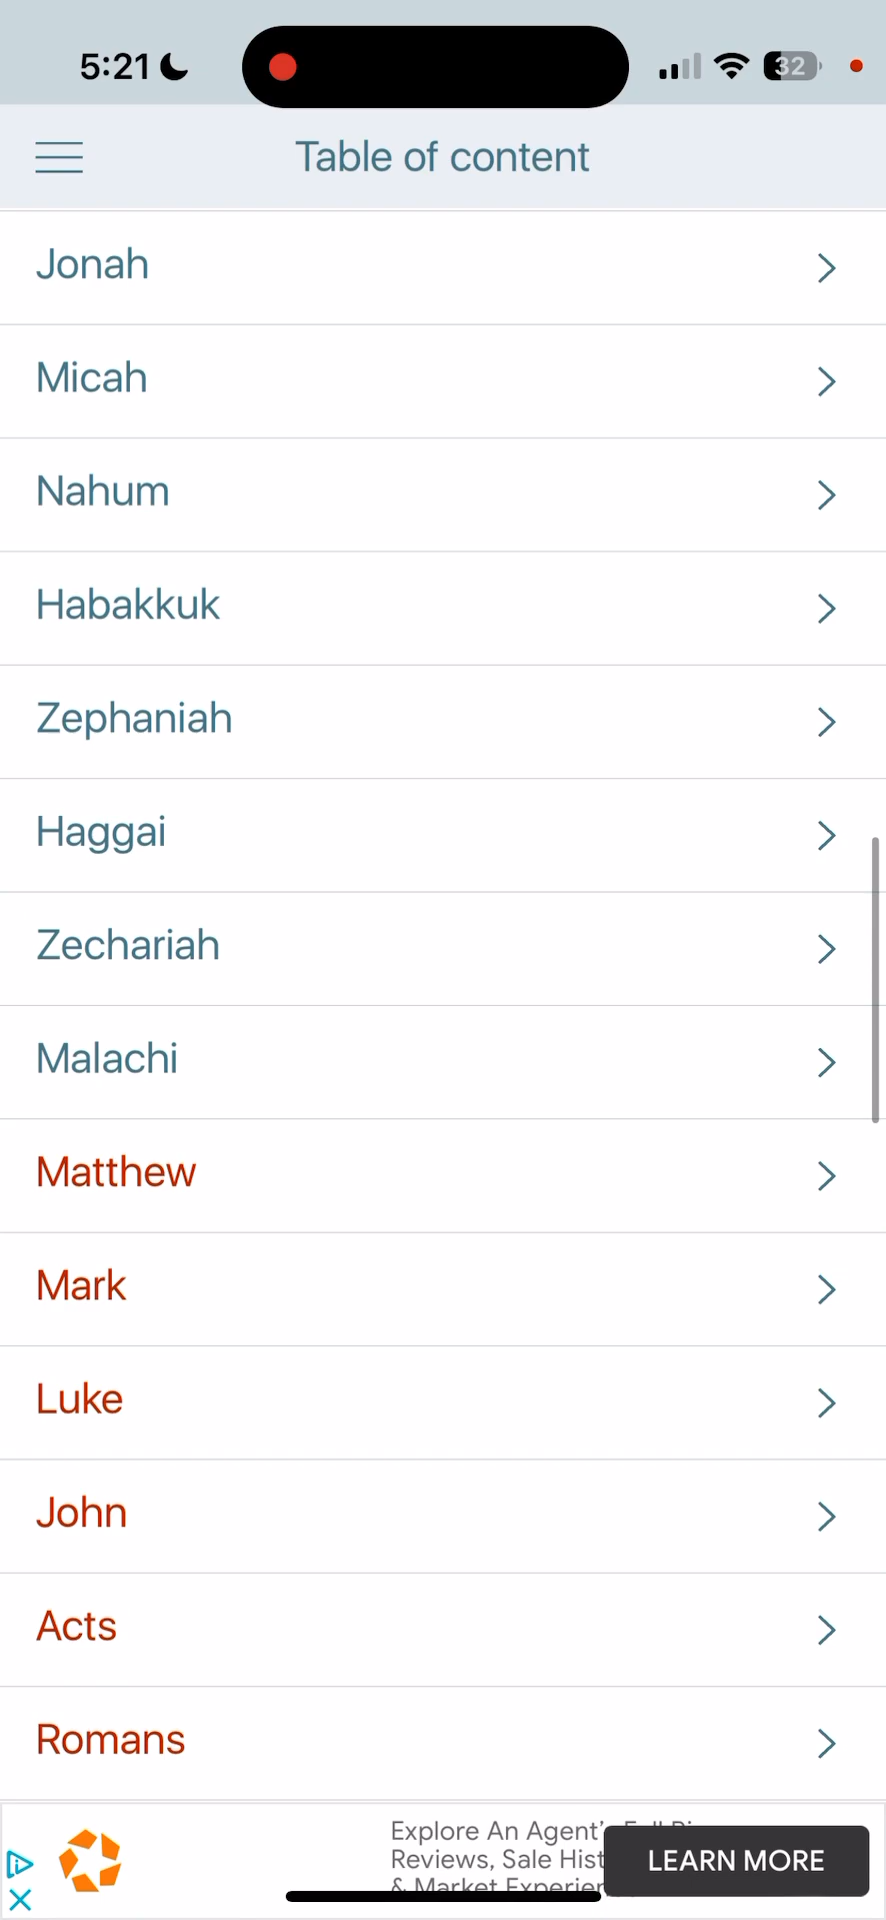 5:21
32
Table of content
Jonah
Micah
Nahum
Habakkuk
Zephaniah
Haggai
Zechariah
Malachi
Matthew
Mark
Luke
John
Acts
Romans
Explore An Agent'
Reviews, Sale Hist
& Market
LEARN MORE